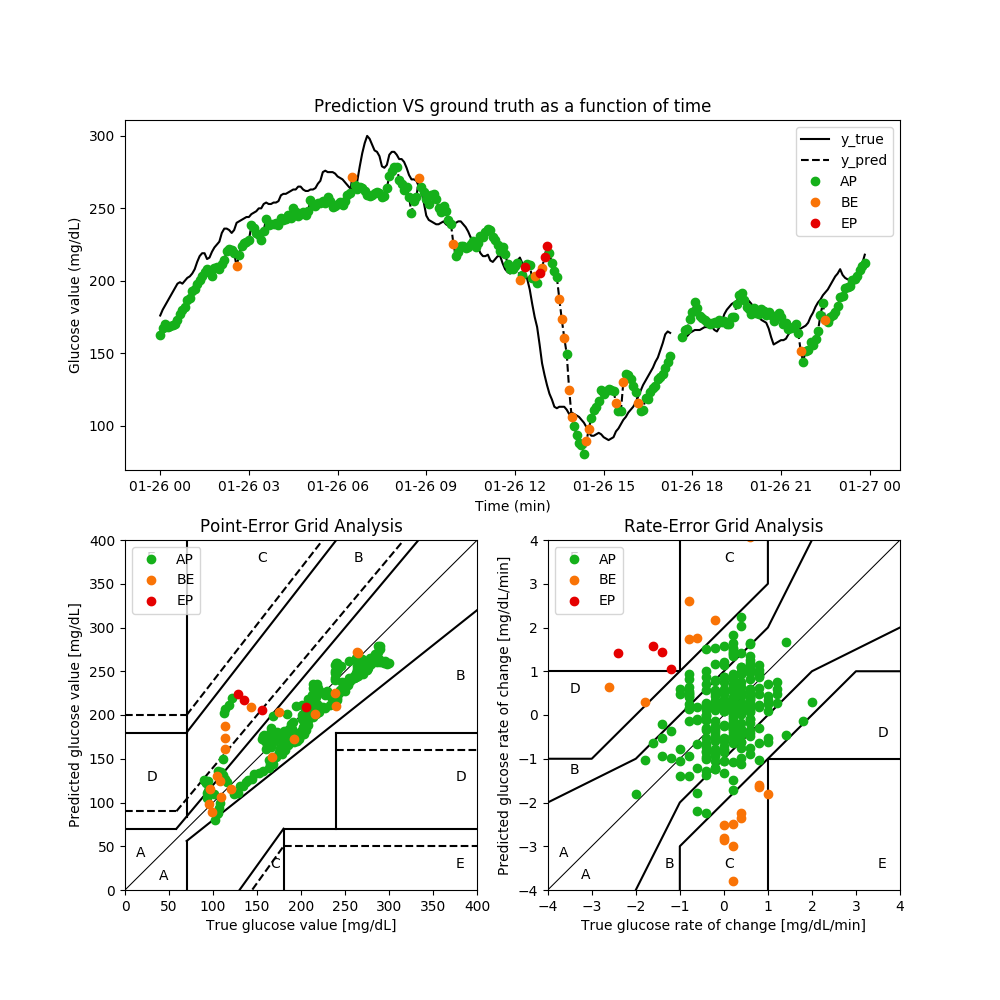 Prediction VS ground truth as a function of time
Glucose value (mg/dL)
300
250
200
150
100
y_true
y_pred
AP
BE
EP
01-26 00 01-26 03 01-26 06 01-26 09 01-26 12 01-26 15 01-26 18 01-26 21 01-27 00
Time (min)
Point-Error Grid Analysis
Predicted glucose value [mg/dL]
400
350
300
250
200
150
100
50
0
AP
BE
EP
C B
B
D D
A
A
C E
0 50 100 150 200 250 300 350 400
True glucose value [mg/dL]
Rate-Error Grid Analysis
Predicted glucose rate of change [mg/dL/min]
4
3
2
1
0
−1
−2
−3
−4
AP
BE
EP
C
D
D
B
A
A
B C E
−4 −3 −2 −1 0 1 2 3 4
True glucose rate of change [mg/dL/min]